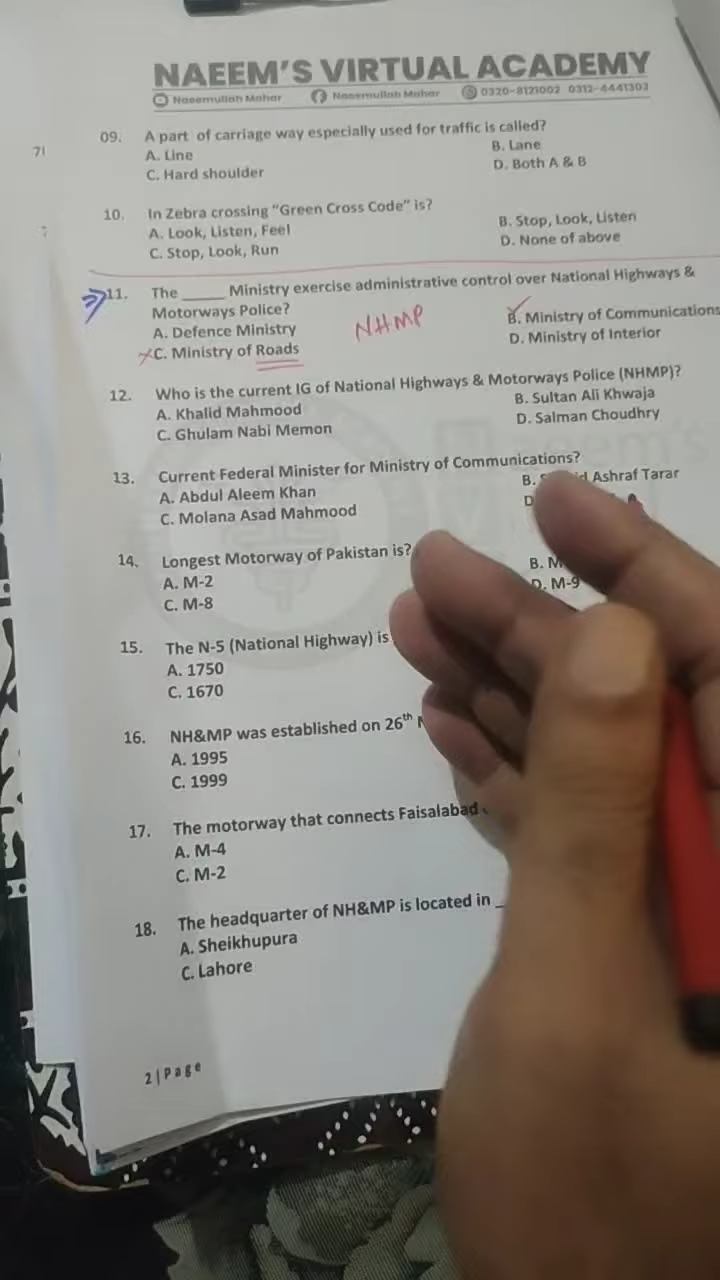 NAEEM'S VIRTUAL ACADEMY
Naeemullah Mahar Naeemullah Mahar 0320-8121002 0312-4441303
71
09. A part of carriage way especially used for traffic is called?
A. Line B. Lane
C. Hard shoulder D. Both A & B
10. In Zebra crossing "Green Cross Code" is?
A. Look, Listen, Feel B. Stop, Look, Listen
C. Stop, Look, Run D. None of above
11. The _____ Ministry exercise administrative control over National Highways &
Motorways Police?
A. Defence Ministry B. Ministry of Communications
NHMP
C. Ministry of Roads D. Ministry of Interior
12. Who is the current IG of National Highways & Motorways Police (NHMP)?
A. Khalid Mahmood B. Sultan Ali Khwaja
C. Ghulam Nabi Memon D. Salman Choudhry
13. Current Federal Minister for Ministry of Communications?
A. Abdul Aleem Khan B. Ashraf Tarar
C. Molana Asad Mahmood D
14. Longest Motorway of Pakistan is?
A. M-2 B.
C. M-8 D. M-9
15. The N-5 (National Highway) is
A. 1750
C. 1670
16. NH&MP was established on 26th
A. 1995
C. 1999
17. The motorway that connects Faisalabad
A. M-4
C. M-2
18. The headquarter of NH&MP is located in _
A. Sheikhupura
C. Lahore
2 | Page